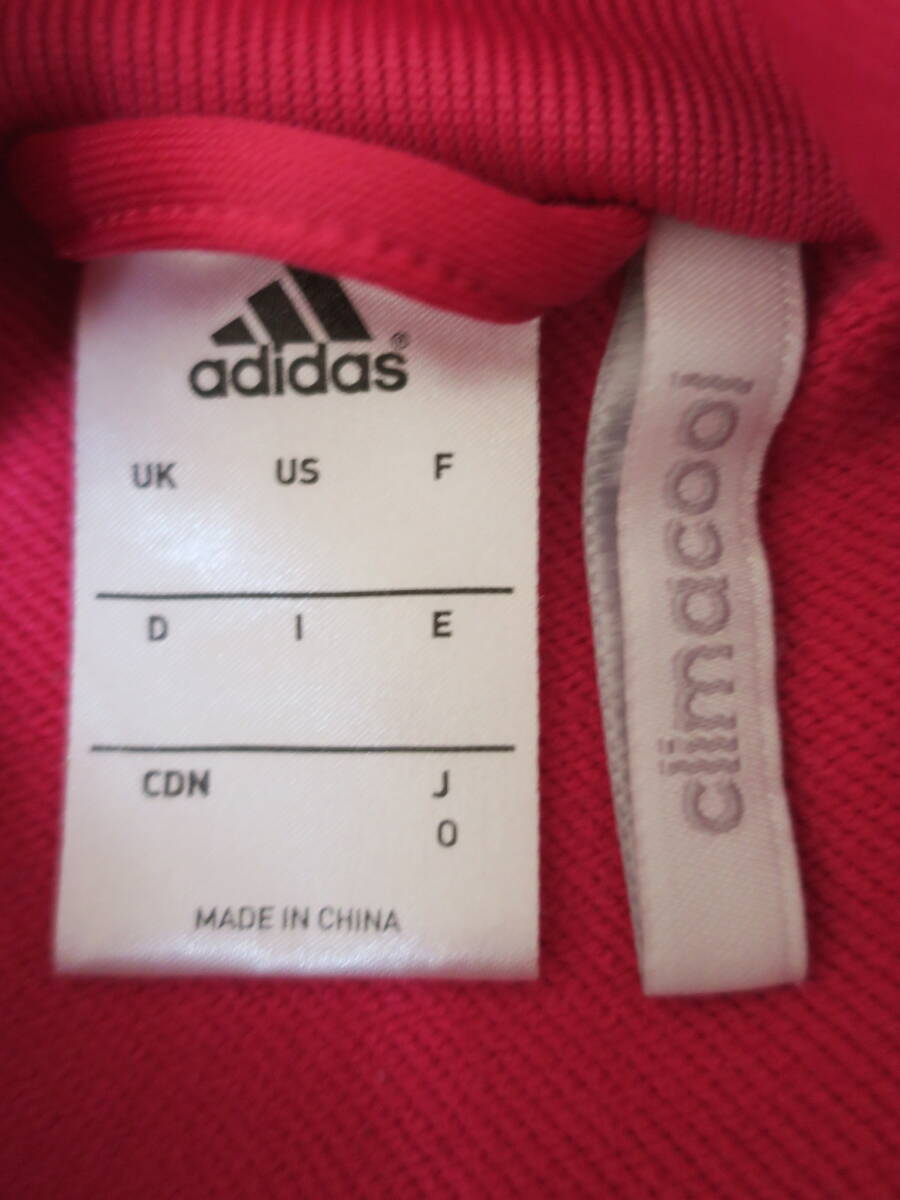 adidas®
UK US F
D I E
CDN J
O
MADE IN CHINA
climacool